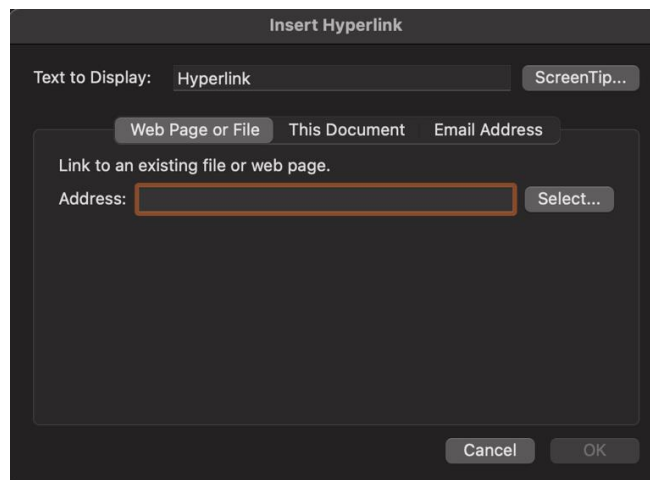 Insert Hyperlink
Text to Display: Hyperlink ScreenTip...
Web Page or File This Document Email Address
Link to an existing file or web page.
Address: Select...
Cancel OK